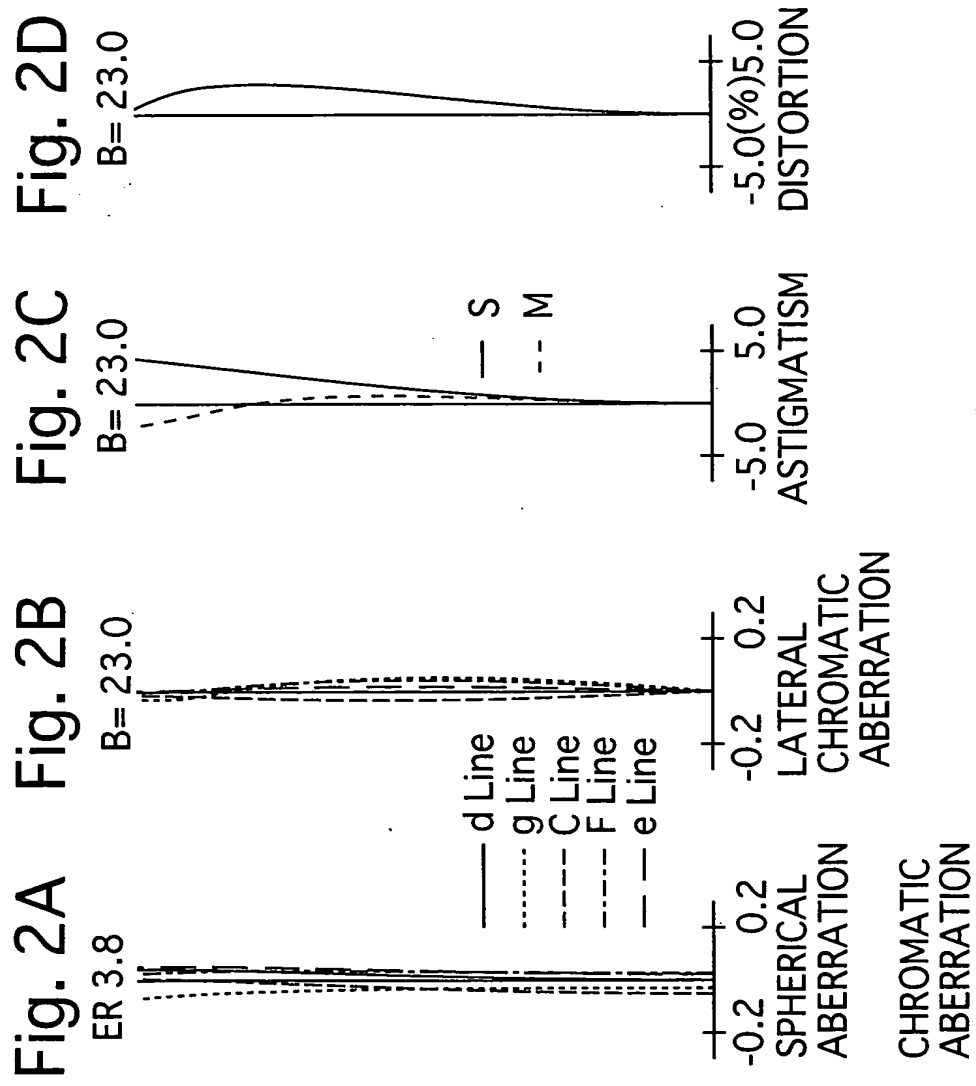 Fig. 2A
ER 3.8
-0.2
0.2
SPHERICAL
ABERRATION
CHROMATIC
ABERRATION
d Line
g Line
C Line
F Line
e Line
Fig. 2B
B= 23.0
-0.2
0.2
LATERAL
CHROMATIC
ABERRATION
Fig. 2C
B= 23.0
S
M
-5.0
5.0
ASTIGMATISM
Fig. 2D
B= 23.0
-5.0(%)5.0
DISTORTION